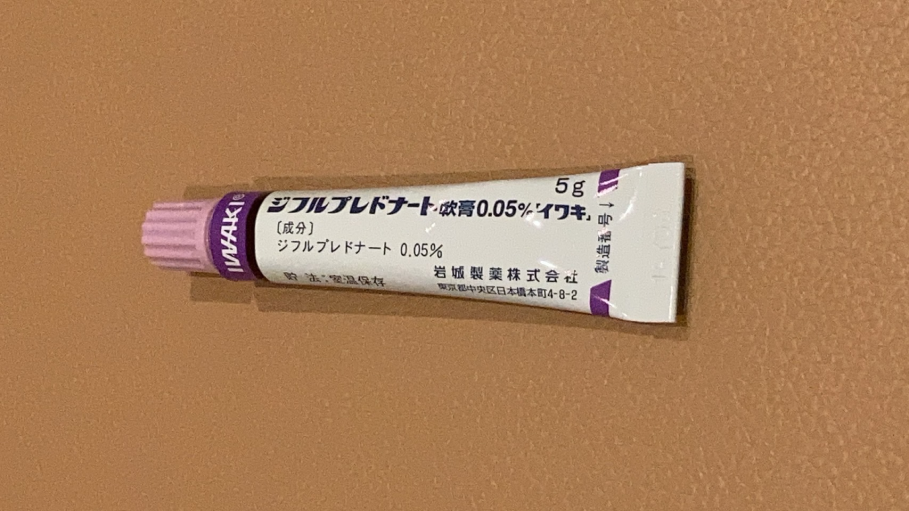 IWAKI
5g
ジフルプレドナート軟膏0.05%「イワキ」
〔成分〕
ジフルプレドナート 0.05%
貯 法:室温保存
岩城製薬株式会社
東京都中央区日本橋本町4-8-2
製造番号↓